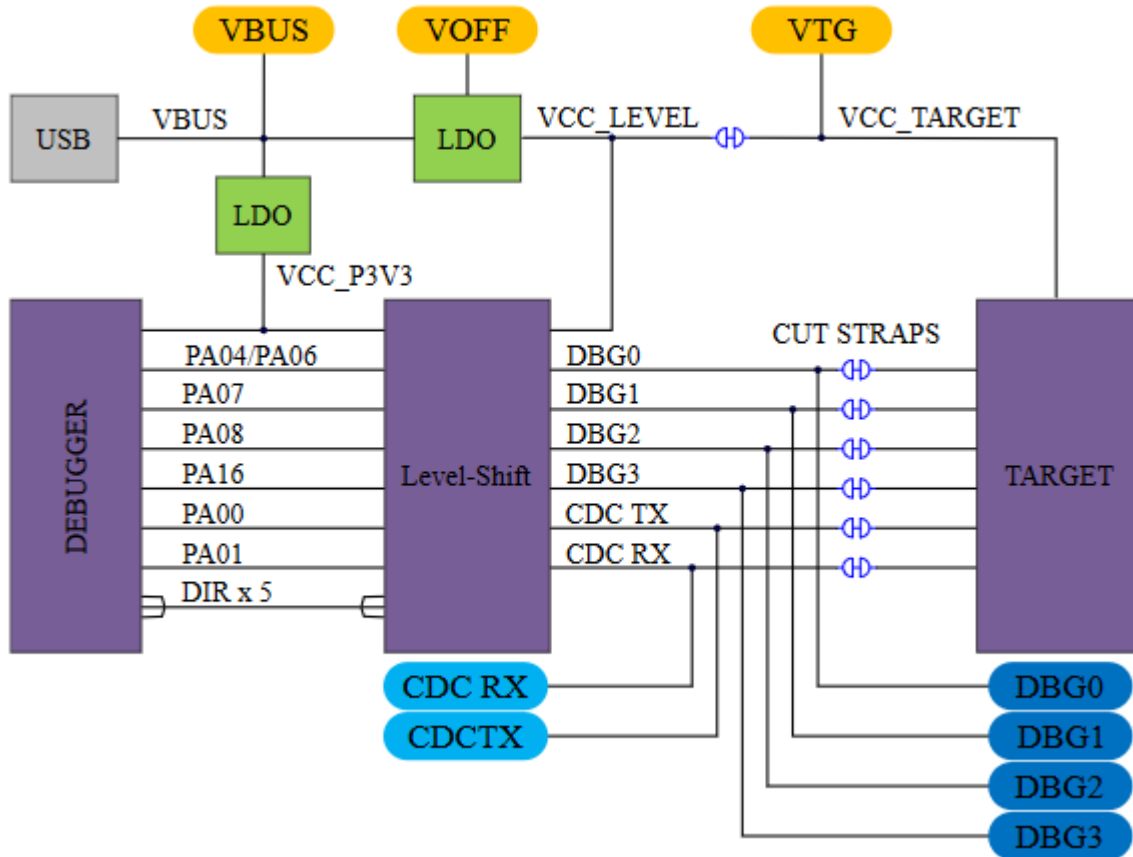 VBUS
VOFF
VTG
USB
VBUS
LDO
VCC_LEVEL
VCC_TARGET
LDO
VCC_P3V3
DEBUGGER
PA04/PA06
PA07
PA08
PA16
PA00
PA01
DIR x 5
Level-Shift
DBG0
DBG1
DBG2
DBG3
CDC TX
CDC RX
CUT STRAPS
TARGET
CDC RX
CDCTX
DBG0
DBG1
DBG2
DBG3